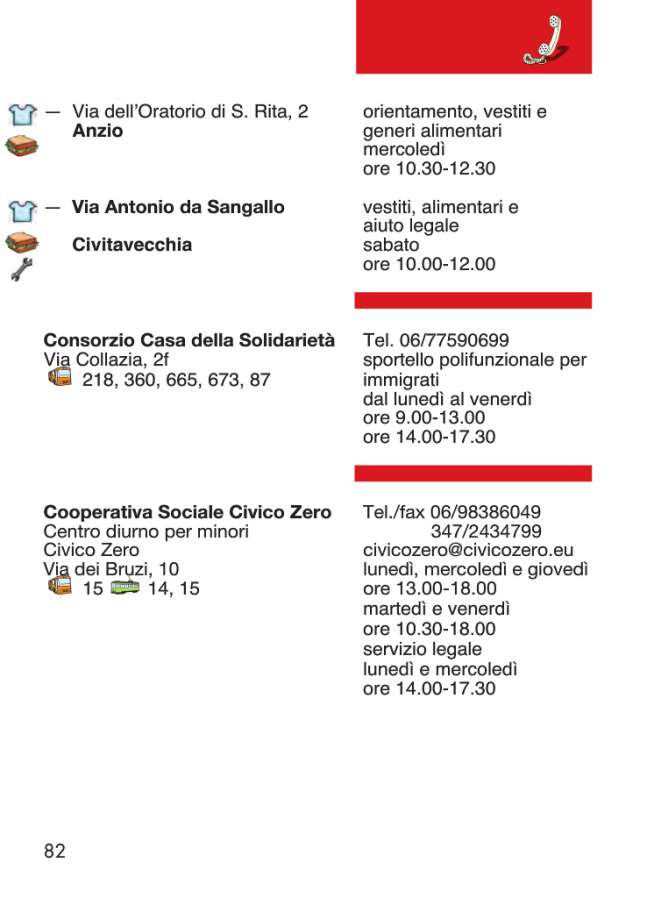 — Via dell'Oratorio di S. Rita, 2
Anzio
orientamento, vestiti e
generi alimentari
mercoledì
ore 10.30-12.30
— Via Antonio da Sangallo
Civitavecchia
vestiti, alimentari e
aiuto legale
sabato
ore 10.00-12.00
Consorzio Casa della Solidarietà
Via Collazia, 2f
218, 360, 665, 673, 87
Tel. 06/77590699
sportello polifunzionale per
immigrati
dal lunedì al venerdì
ore 9.00-13.00
ore 14.00-17.30
Cooperativa Sociale Civico Zero
Centro diurno per minori
Civico Zero
Via dei Bruzi, 10
15 14, 15
Tel./fax 06/98386049
347/2434799
civicozero@civicozero.eu
lunedì, mercoledì e giovedì
ore 13.00-18.00
martedì e venerdì
ore 10.30-18.00
servizio legale
lunedì e mercoledì
ore 14.00-17.30
82